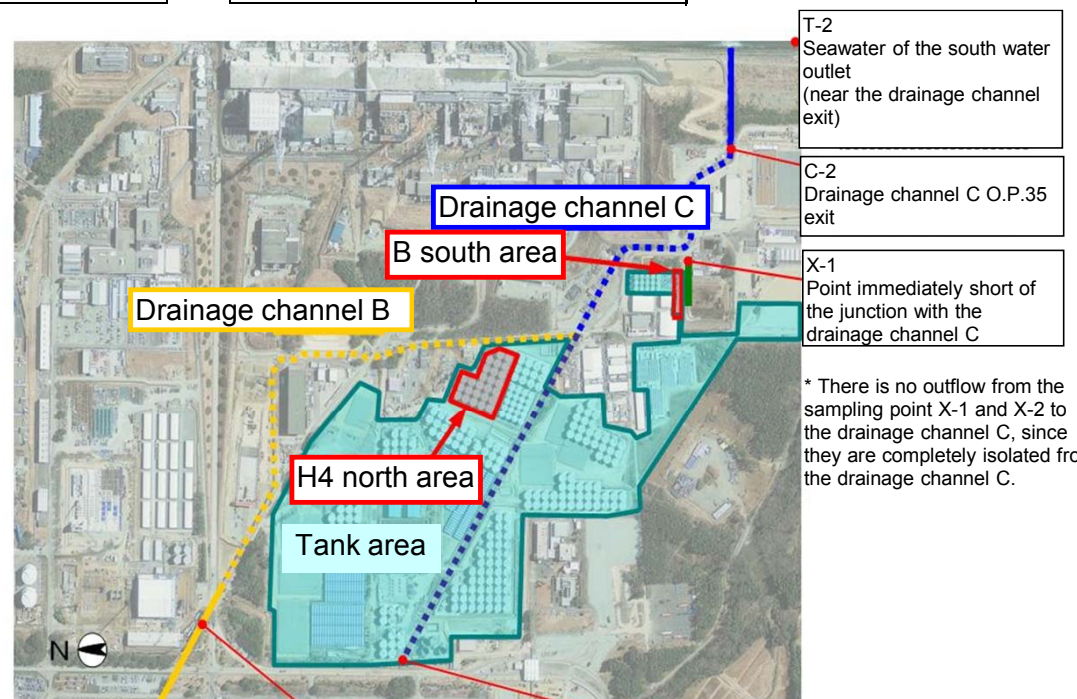 T-2
Seawater of the south water
outlet
(near the drainage channel
exit)
C-2
Drainage channel C O.P.35
exit
X-1
Point immediately short of
the junction with the
drainage channel C
* There is no outflow from the
sampling point X-1 and X-2 to
the drainage channel C, since
they are completely isolated fro
the drainage channel C.
Drainage channel C
B south area
Drainage channel B
H4 north area
Tank area
N